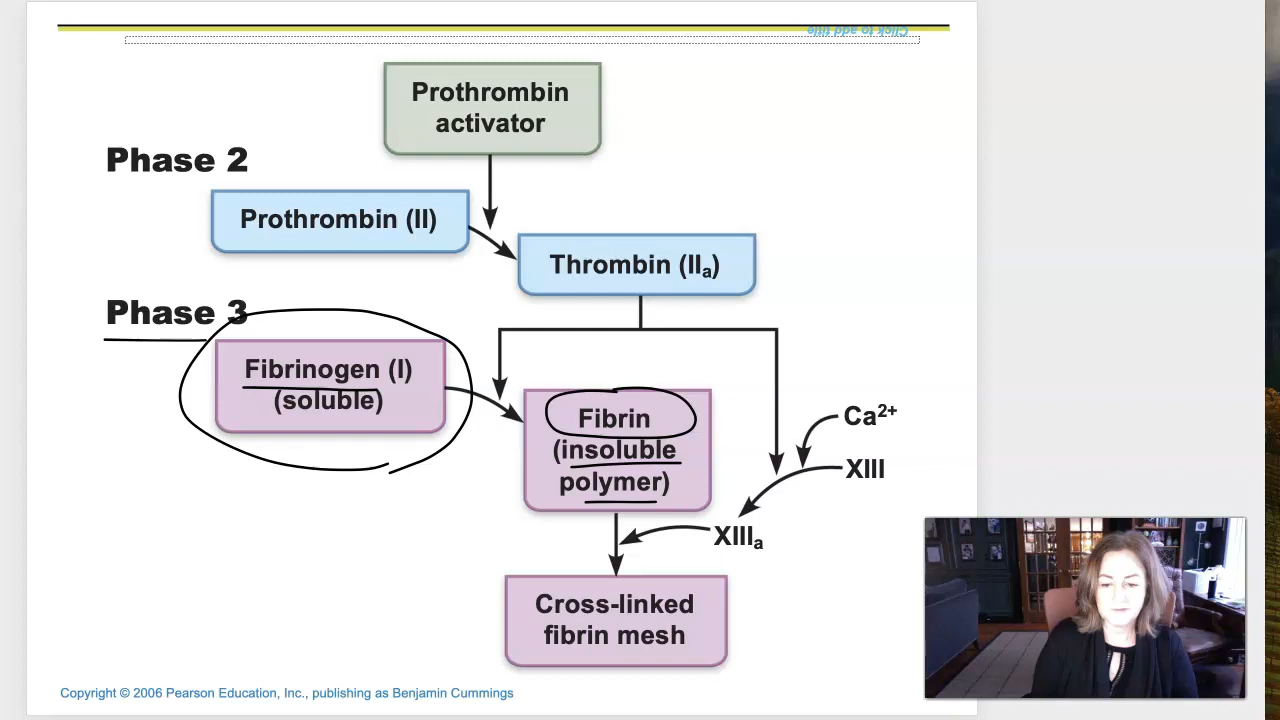 Click to add title
Prothrombin
activator
Phase 2
Prothrombin (II)
Thrombin (IIa)
Phase 3
Fibrinogen (I)
(soluble)
Fibrin
(insoluble
polymer)
Ca2+
XIII
XIIIa
Cross-linked
fibrin mesh
Copyright © 2006 Pearson Education, Inc., publishing as Benjamin Cummings